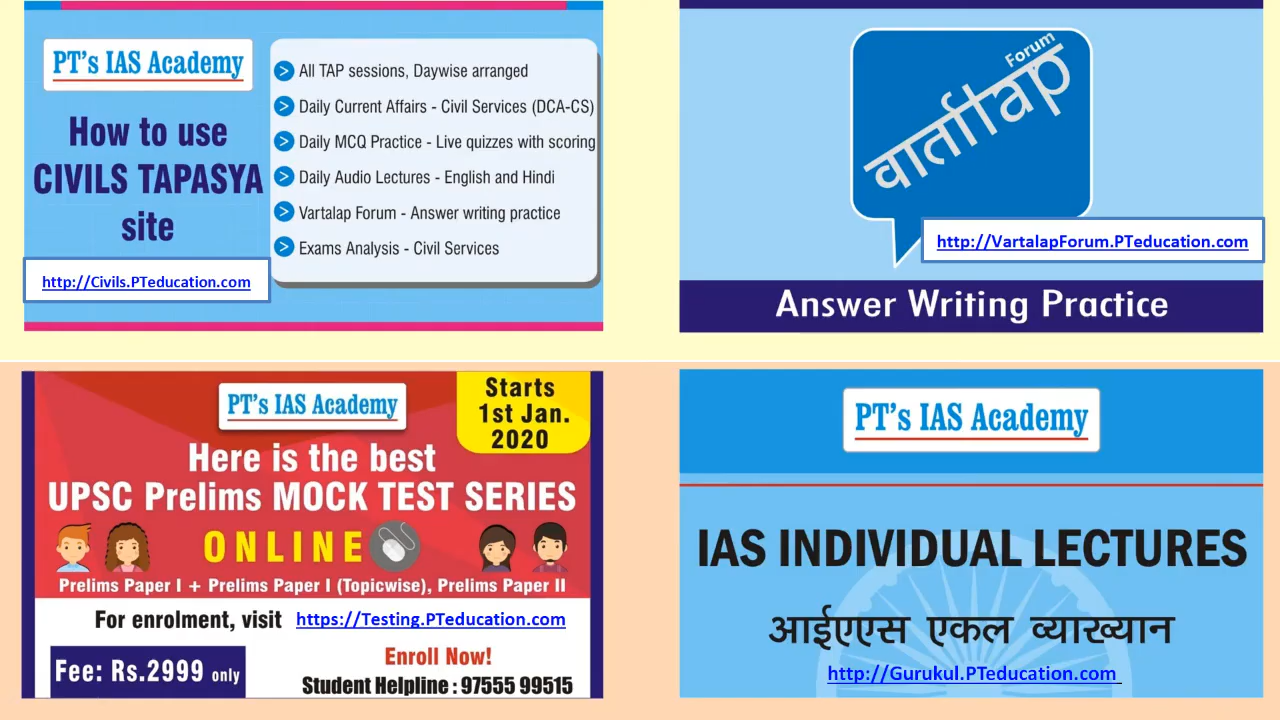 PT's IAS Academy
How to use
CIVILS TAPASYA
site
http://Civils.PTeducation.com
> All TAP sessions, Daywise arranged
> Daily Current Affairs - Civil Services (DCA-CS)
> Daily MCQ Practice - Live quizzes with scoring
> Daily Audio Lectures - English and Hindi
> Vartalap Forum - Answer writing practice
> Exams Analysis - Civil Services
Forum
वार्ताlap
http://VartalapForum.PTeducation.com
Answer Writing Practice
PT's IAS Academy
Starts
1st Jan.
2020
Here is the best
UPSC Prelims MOCK TEST SERIES
ONLINE
Prelims Paper I + Prelims Paper I (Topicwise), Prelims Paper II
For enrolment, visit https://Testing.PTeducation.com
Fee: Rs.2999 only
Enroll Now!
Student Helpline : 97555 99515
PT's IAS Academy
IAS INDIVIDUAL LECTURES
आईएएस एकल व्याख्यान
http://Gurukul.PTeducation.com